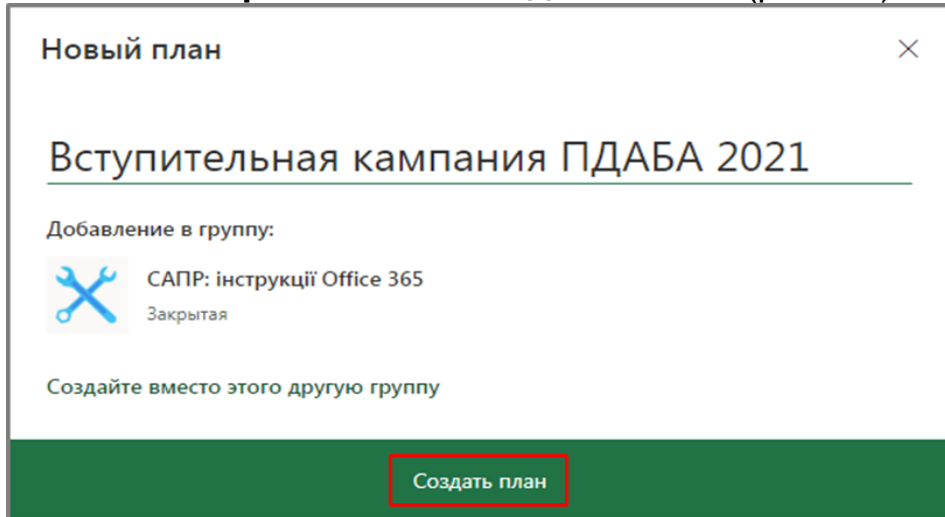 Новый план
Вступительная кампания ПДАБА 2021
Добавление в группу:
САПР: інструкції Office 365
Закрытая
Создайте вместо этого другую группу
Создать план